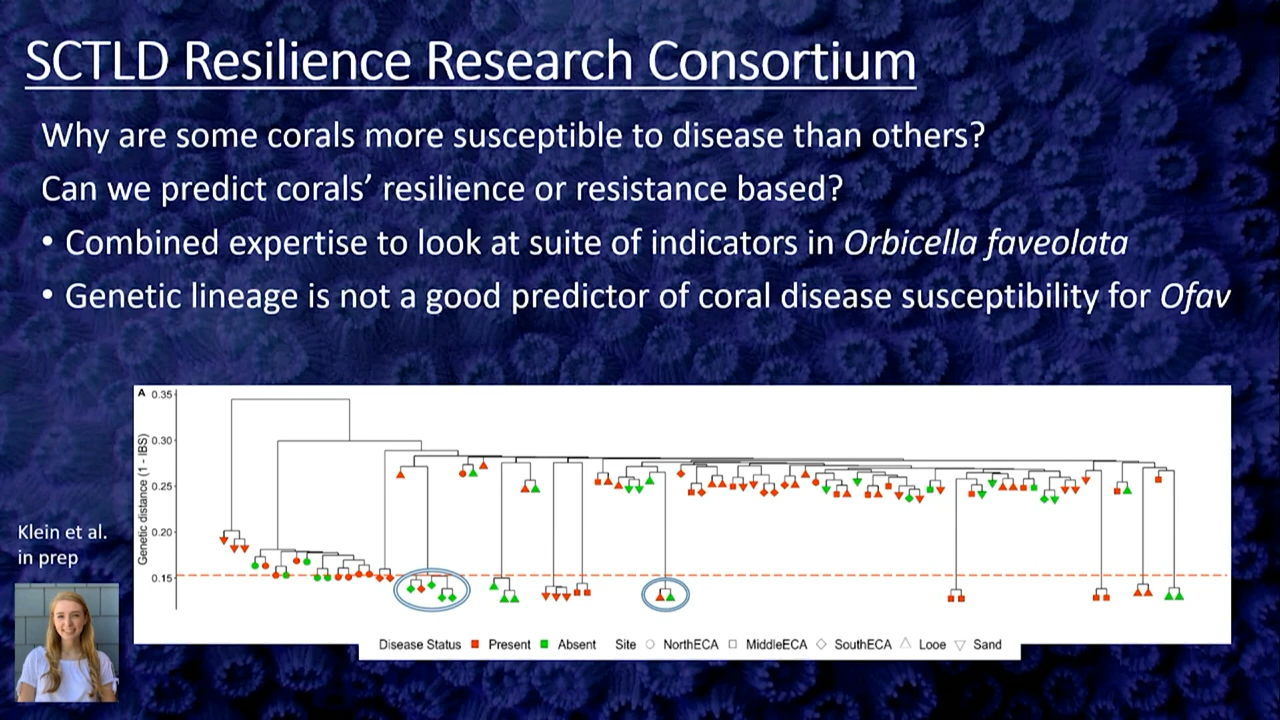 SCTLD Resilience Research Consortium
Why are some corals more susceptible to disease than others?
Can we predict corals’ resilience or resistance based?
• Combined expertise to look at suite of indicators in Orbicella faveolata
• Genetic lineage is not a good predictor of coral disease susceptibility for Ofav
Klein et al.
in prep
A
Genetic distance (1 - IBS)
0.35
0.30
0.25
0.20
0.15
Disease Status Present Absent Site NorthECA MiddleECA SouthECA Looe Sand